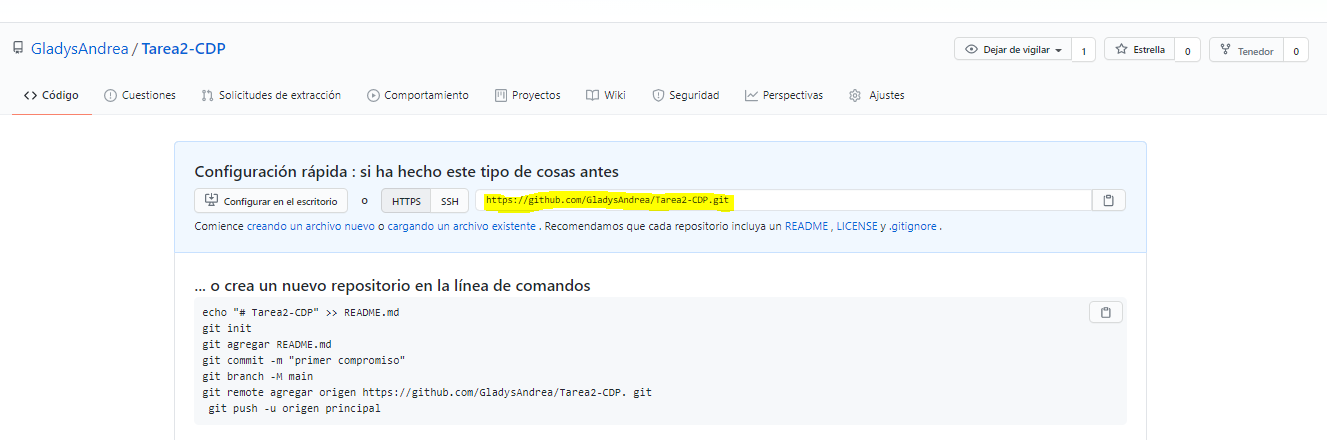 GladysAndrea / Tarea2-CDP
Dejar de vigilar 1 Estrella 0 Tenedor 0
Código Cuestiones Solicitudes de extracción Comportamiento Proyectos Wiki Seguridad Perspectivas Ajustes
Configuración rápida : si ha hecho este tipo de cosas antes
Configurar en el escritorio o HTTPS SSH https://github.com/GladysAndrea/Tarea2-CDP.git
Comience creando un archivo nuevo o cargando un archivo existente . Recomendamos que cada repositorio incluya un README , LICENSE y .gitignore .
... o crea un nuevo repositorio en la línea de comandos
echo "# Tarea2-CDP" >> README.md
git init
git agregar README.md
git commit -m "primer compromiso"
git branch -M main
git remote agregar origen https://github.com/GladysAndrea/Tarea2-CDP. git
git push -u origen principal